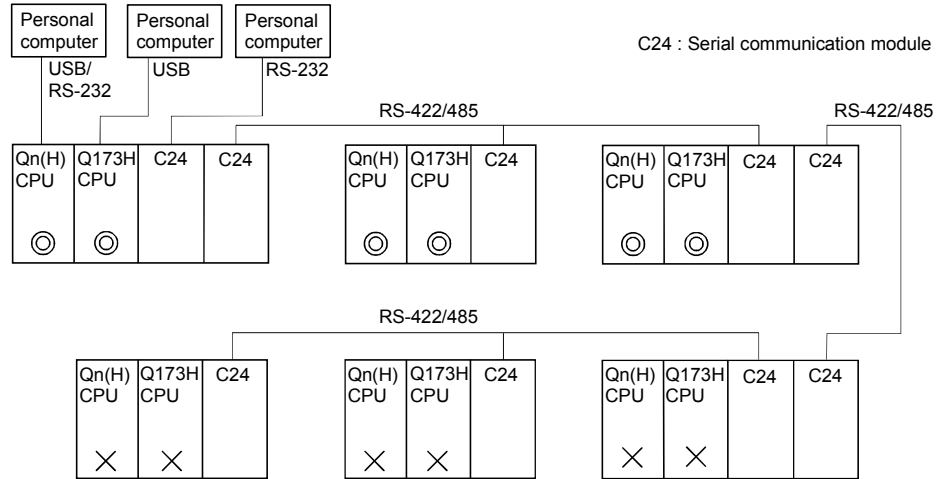 Personal computer
Personal computer
Personal computer
C24 : Serial communication module
USB/ RS-232
USB
RS-232
RS-422/485
RS-422/485
Qn(H) CPU
Q173H CPU
C24
C24
Qn(H) CPU
Q173H CPU
C24
Qn(H) CPU
Q173H CPU
C24
C24
RS-422/485
Qn(H) CPU
Q173H CPU
C24
Qn(H) CPU
Q173H CPU
C24
Qn(H) CPU
Q173H CPU
C24
C24